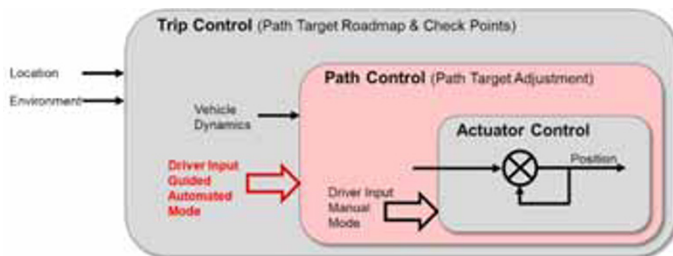 Trip Control (Path Target Roadmap & Check Points)
Location
Environment
Path Control (Path Target Adjustment)
Vehicle
Dynamics
Actuator Control
Position
Driver Input
Guided
Automated
Mode
Driver Input
Manual
Mode